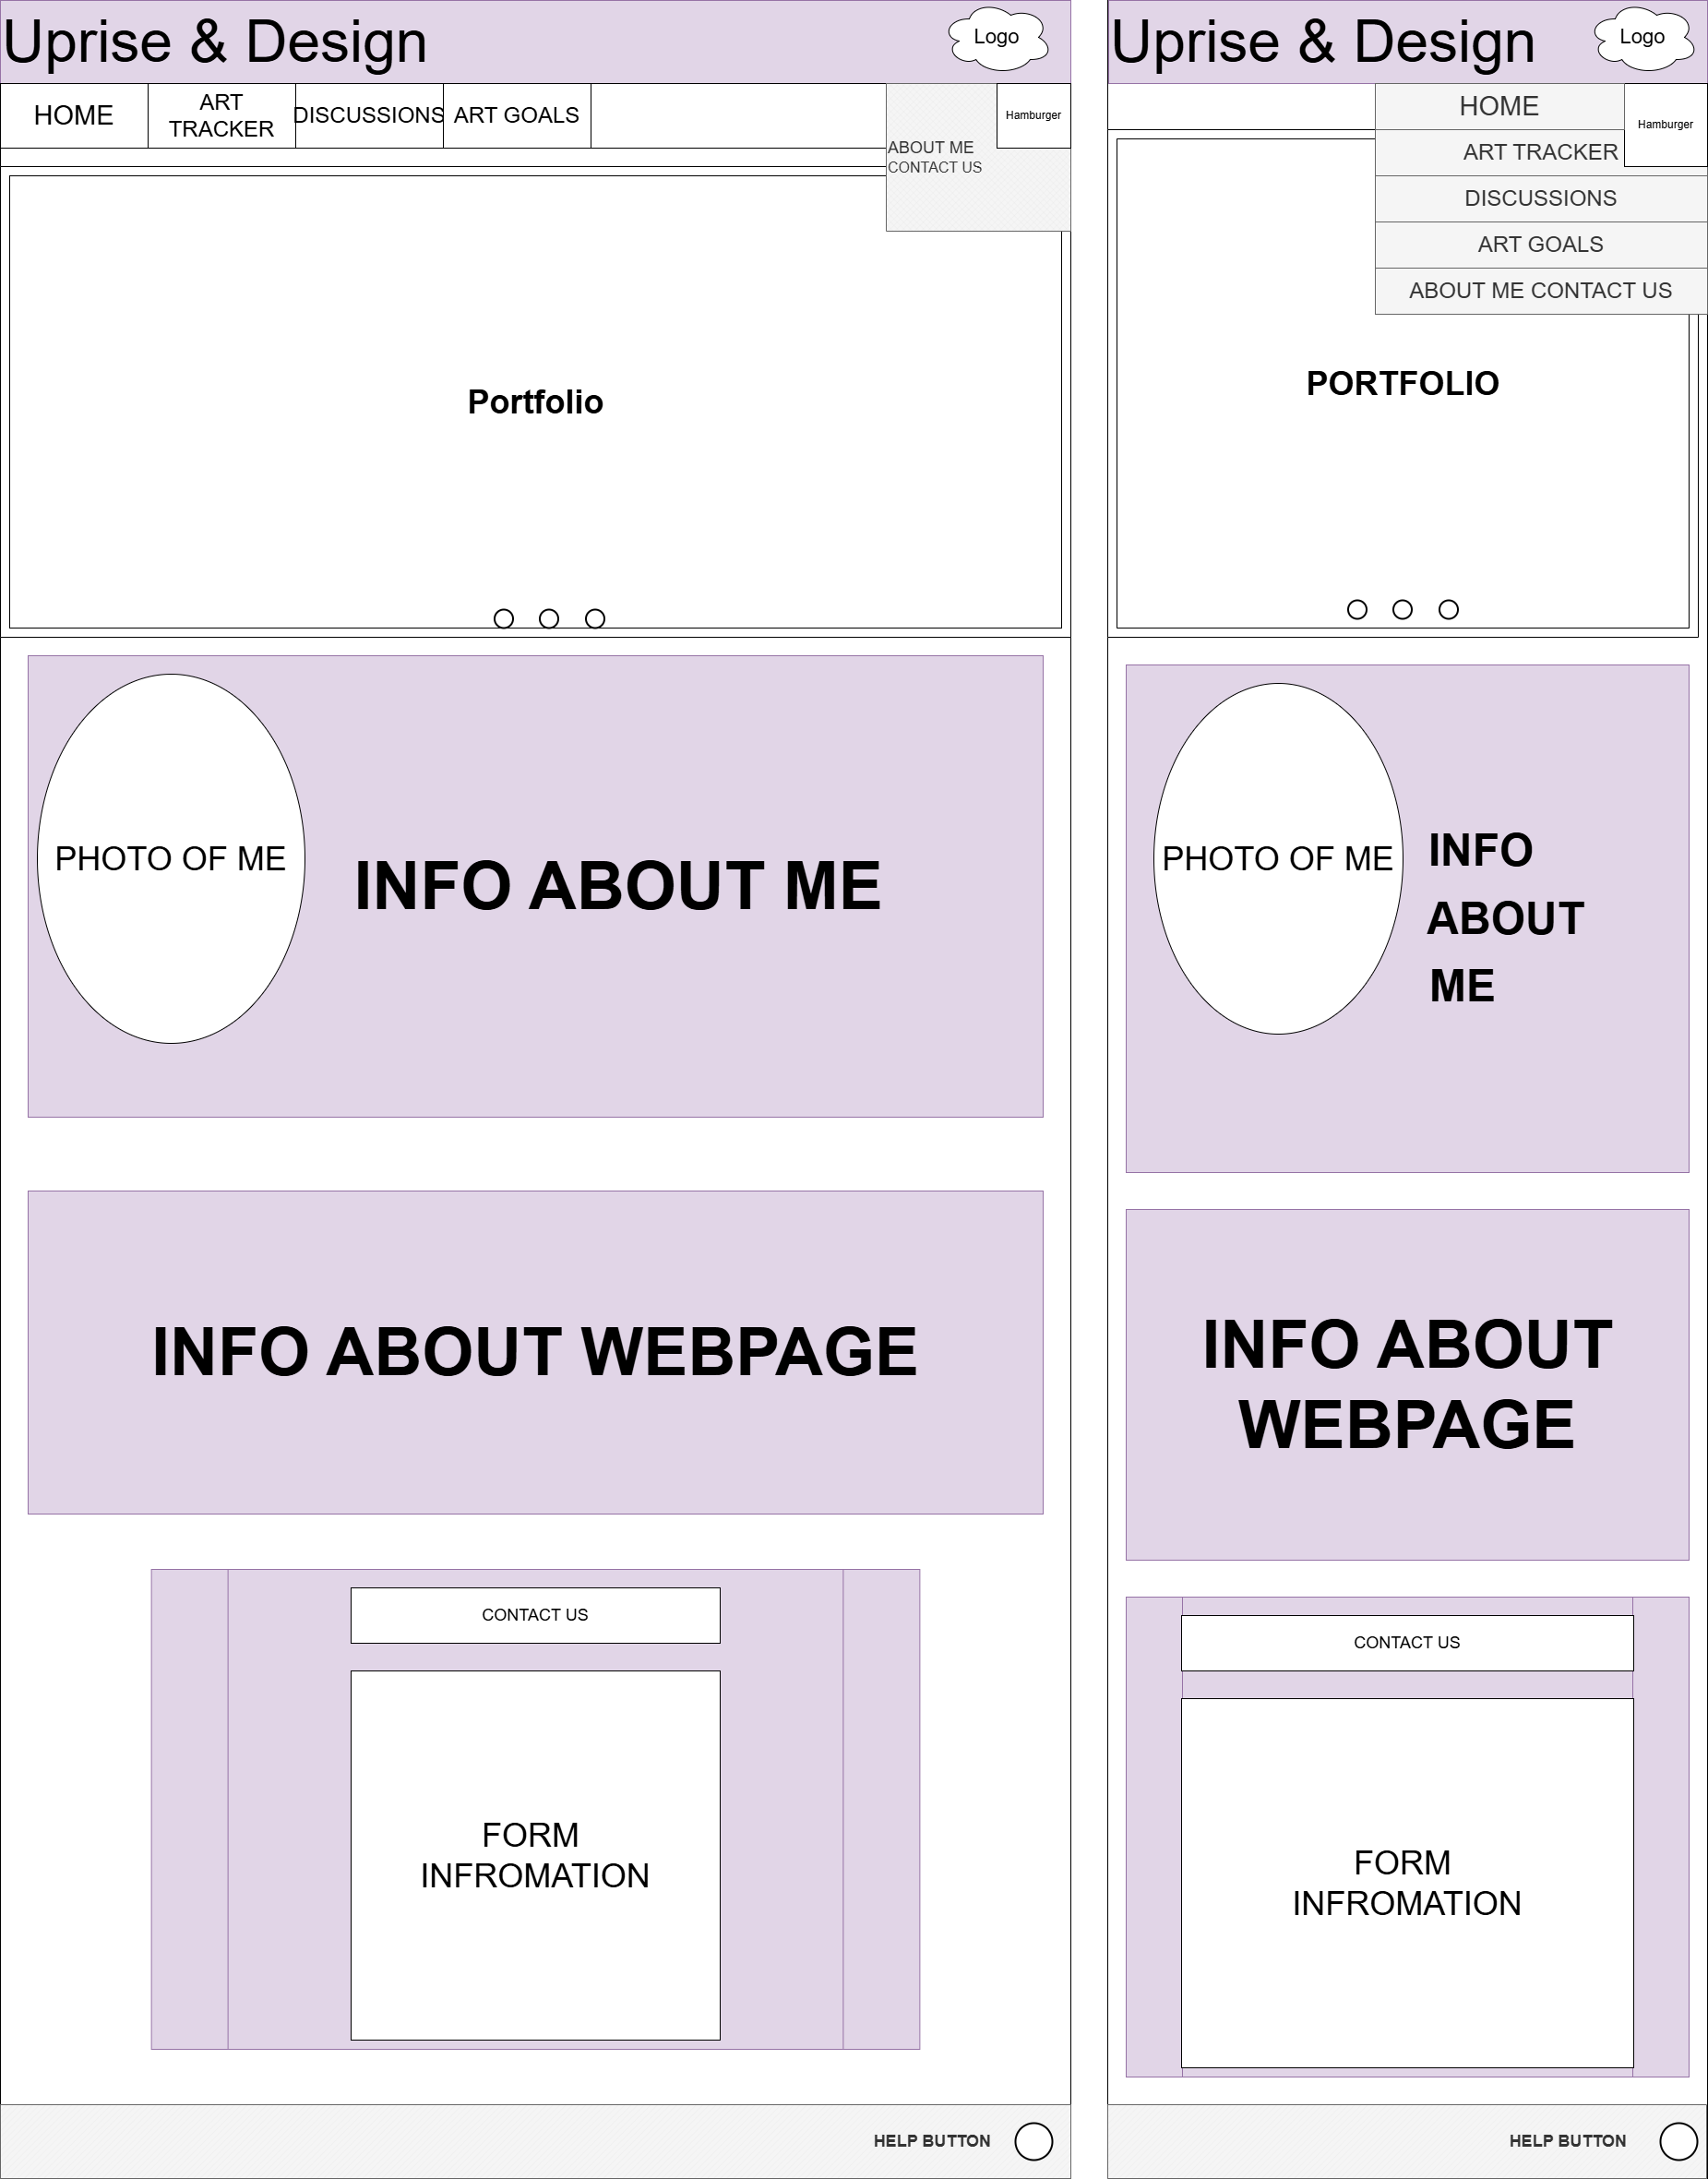 Uprise & Design
Logo
HOME
ART
TRACKER
DISCUSSIONS
ART GOALS
ABOUT ME
CONTACT US
Hamburger
Portfolio
PHOTO OF ME
INFO ABOUT ME
INFO ABOUT WEBPAGE
CONTACT US
FORM
INFROMATION
HELP BUTTON
Uprise & Design
Logo
HOME
Hamburger
ART TRACKER
DISCUSSIONS
ART GOALS
ABOUT ME CONTACT US
PORTFOLIO
PHOTO OF ME
INFO
ABOUT
ME
INFO ABOUT
WEBPAGE
CONTACT US
FORM
INFROMATION
HELP BUTTON